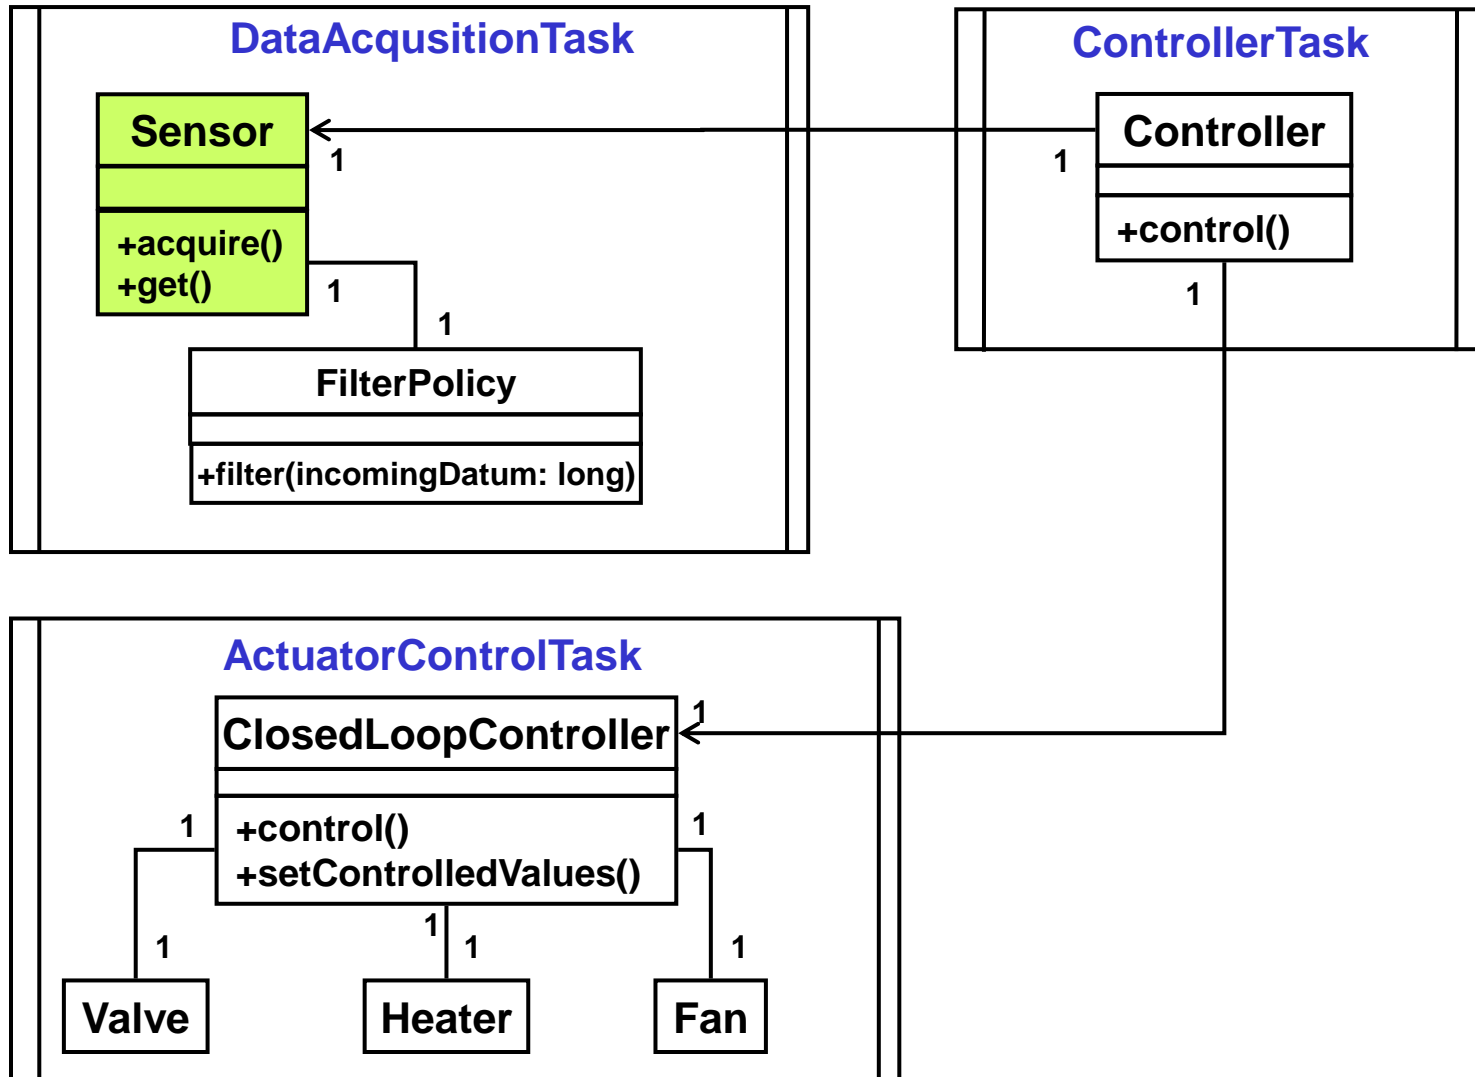 DataAcqusitionTask
Sensor
1
+acquire()
+get()
1
1
FilterPolicy
+filter(incomingDatum: long)
ControllerTask
Controller
1
+control()
1
ActuatorControlTask
ClosedLoopController
1
+control()
+setControlledValues()
1
1
1
1
1
1
Valve
Heater
Fan